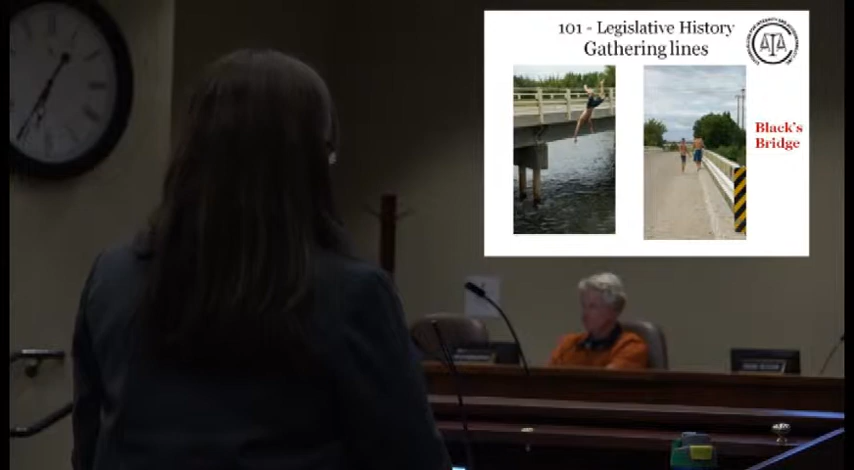 101 - Legislative History
Gathering lines
Black's
Bridge